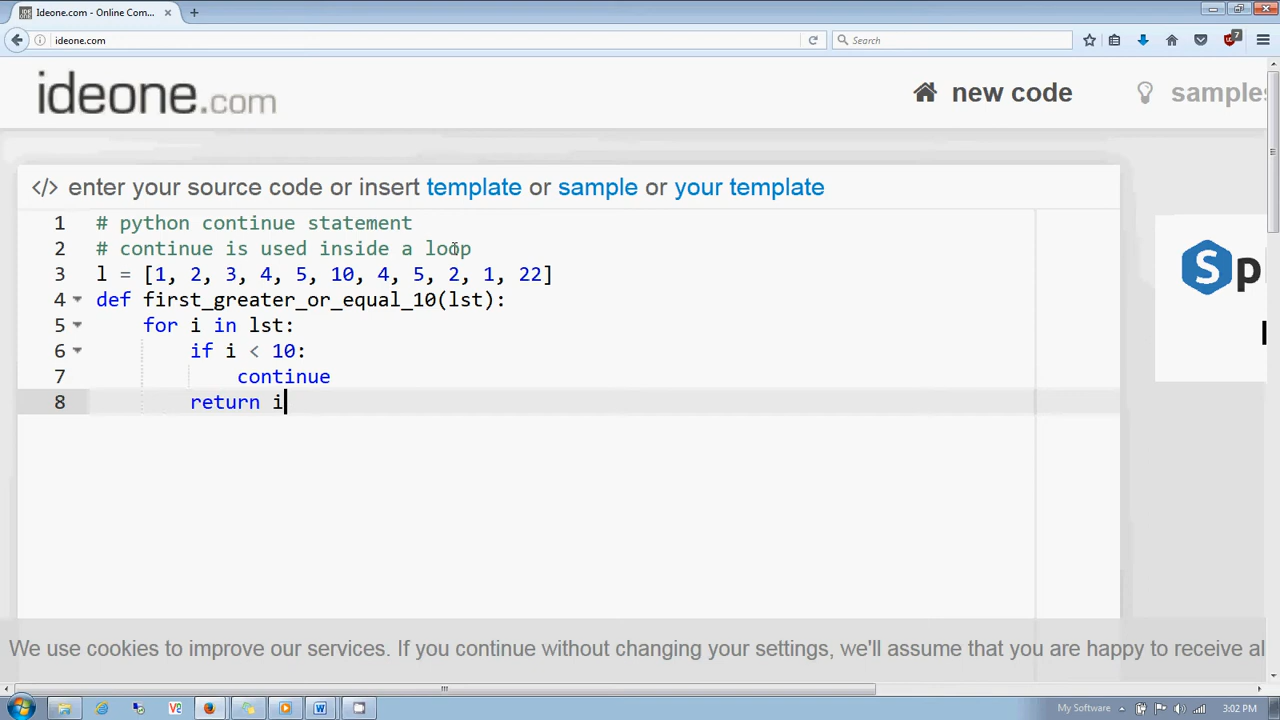 Ideone.com - Online Com...
ideone.com
Search
7
ideone.com
new code
samples
</> enter your source code or insert template or sample or your template
1 # python continue statement
2 # continue is used inside a loop
3 l = [1, 2, 3, 4, 5, 10, 4, 5, 2, 1, 22]
4 def first_greater_or_equal_10(lst):
5 for i in lst:
6 if i < 10:
7 continue
8 return i
S Sp
We use cookies to improve our services. If you continue without changing your settings, we'll assume that you are happy to receive al
My Software
3:02 PM